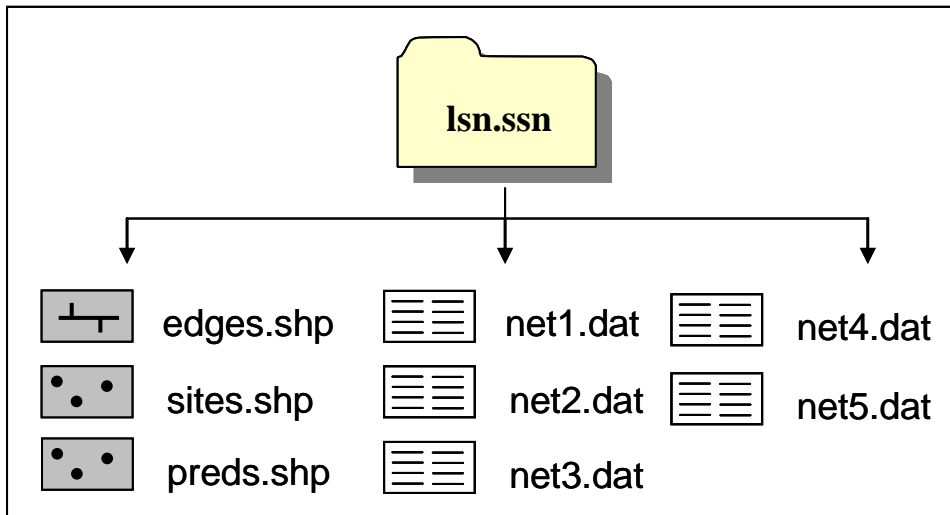 lsn.ssn
edges.shp
sites.shp
preds.shp
net1.dat
net2.dat
net3.dat
net4.dat
net5.dat